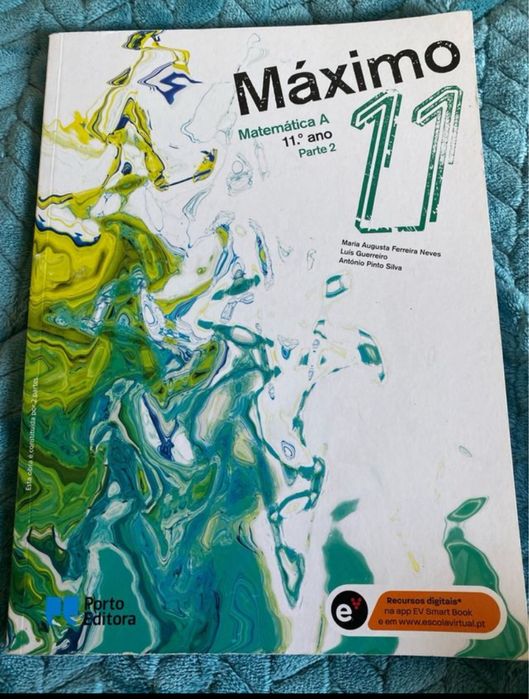 Máximo
Matemática A
11.º ano
Parte 2
11
Maria Augusta Ferreira Neves
Luís Guerreiro
António Pinto Silva
Esta obra é constituída por 2 partes
Porto
Editora
e
Recursos digitais*
na app EV Smart Book
e em www.escolavirtual.pt